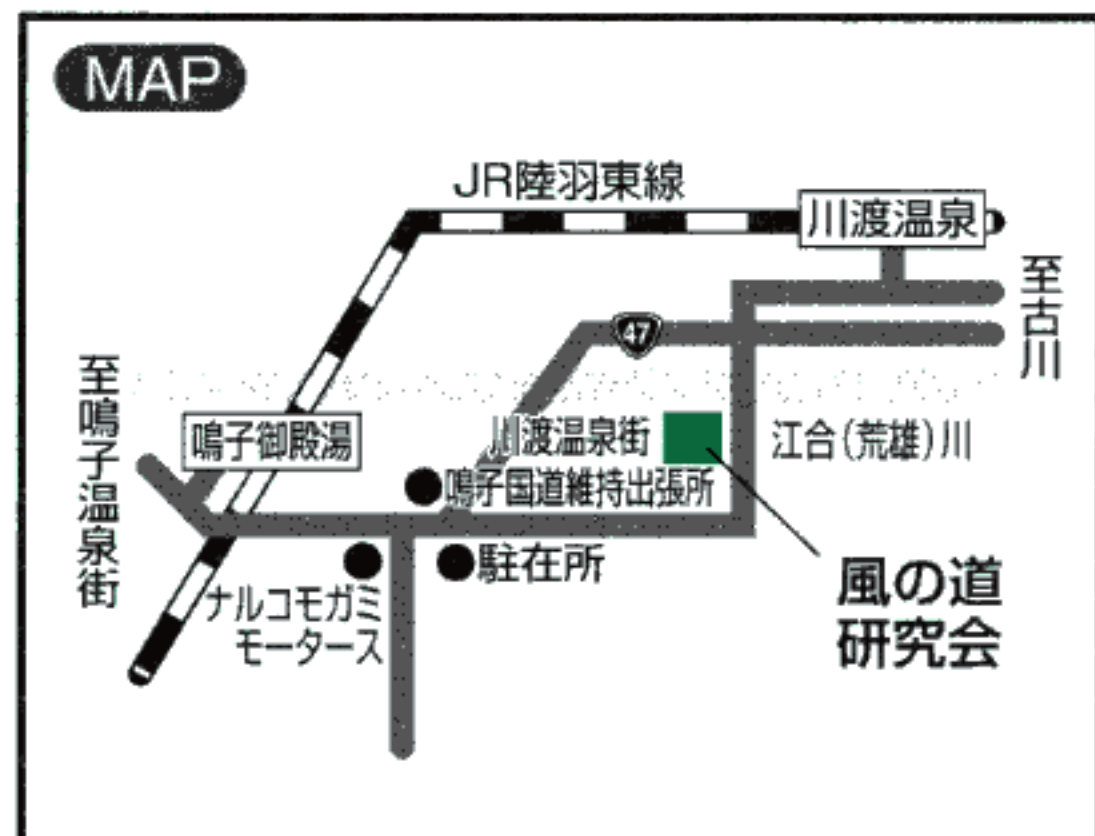 MAP
JR陸羽東線
川渡温泉
至古川
47
至鳴子温泉街
鳴子御殿湯
川渡温泉街
江合(荒雄)川
鳴子国道維持出張所
駐在所
ナルコモガミ
モータース
風の道
研究会